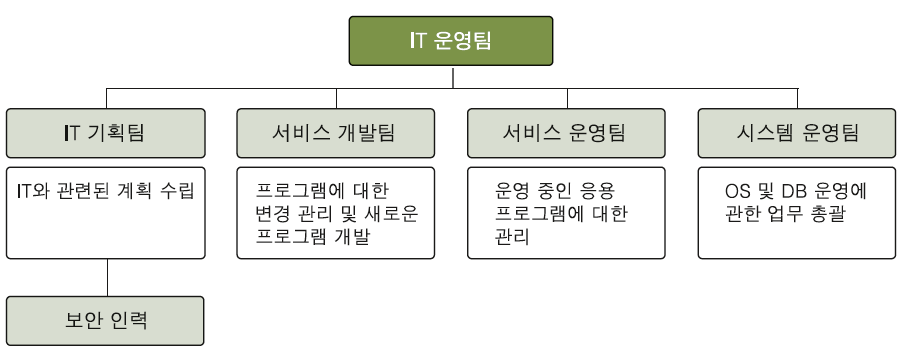 IT 운영팀
IT 기획팀
서비스 개발팀
서비스 운영팀
시스템 운영팀
IT와 관련된 계획 수립
프로그램에 대한
변경 관리 및 새로운
프로그램 개발
운영 중인 응용
프로그램에 대한
관리
OS 및 DB 운영에
관한 업무 총괄
보안 인력